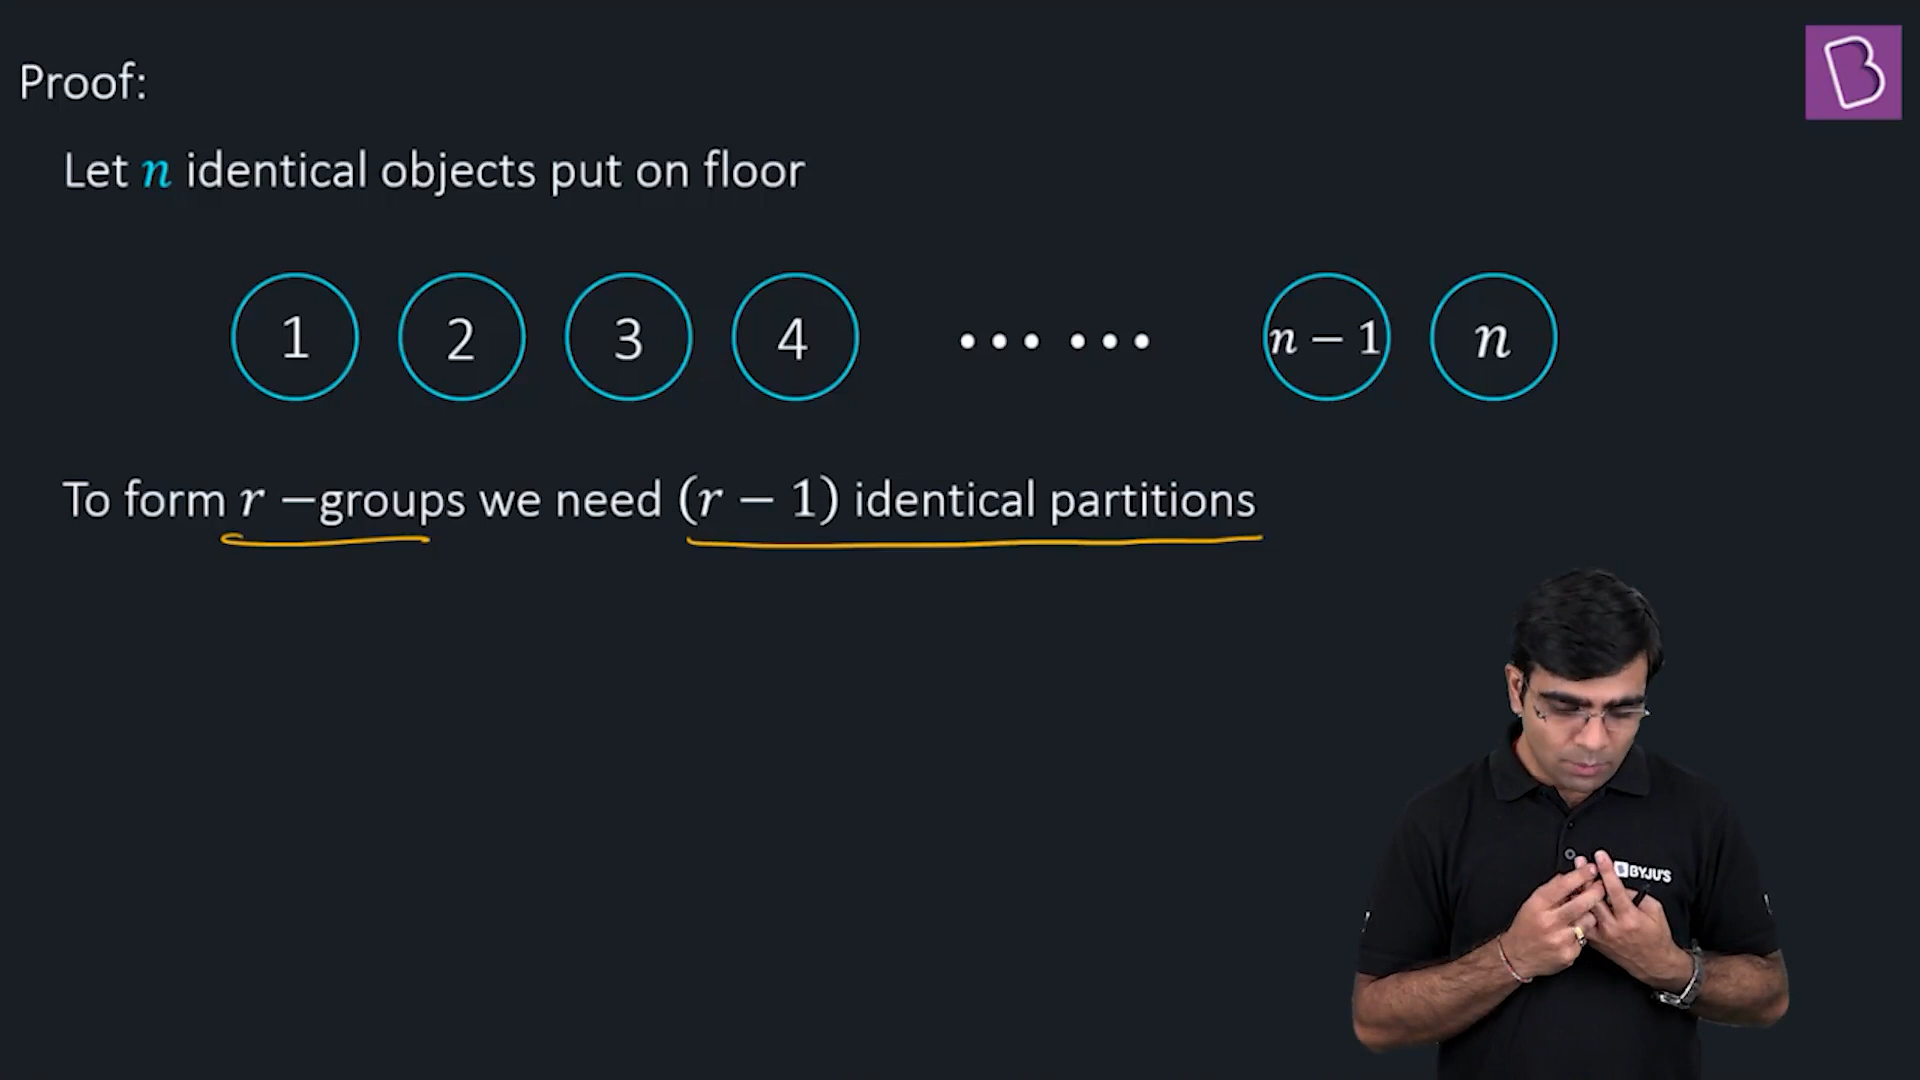 Proof:
Let n identical objects put on floor
1 2 3 4 ...... n − 1 n
To form r −groups we need (r − 1) identical partitions
BYJU'S